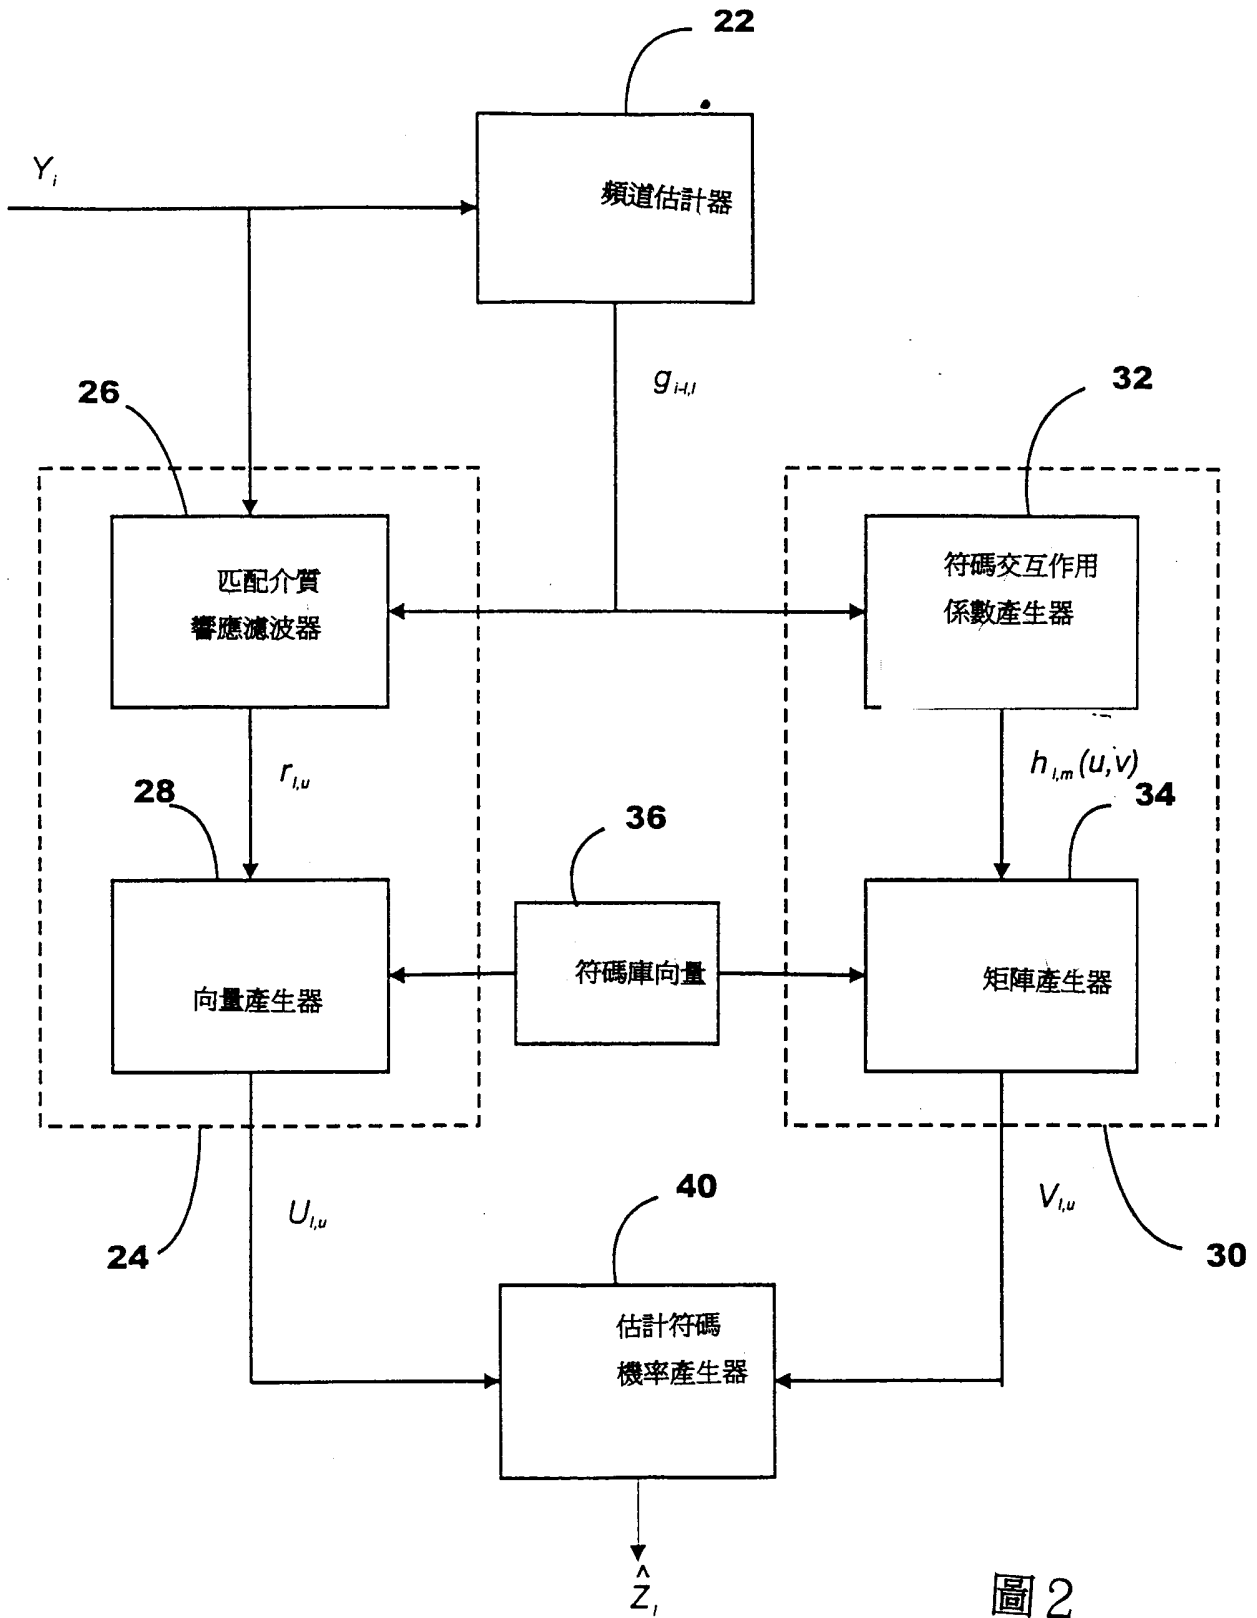 22
Y_i
頻道估計器
g_{i-l,l}
26
32
匹配介質
響應濾波器
符碼交互作用
係數產生器
r_{l,u}
h_{l,m}(u,v)
28
36
34
向量產生器
符碼庫向量
矩陣產生器
24
U_{l,u}
40
V_{l,u}
30
估計符碼
機率產生器
Ẑ_l
圖2